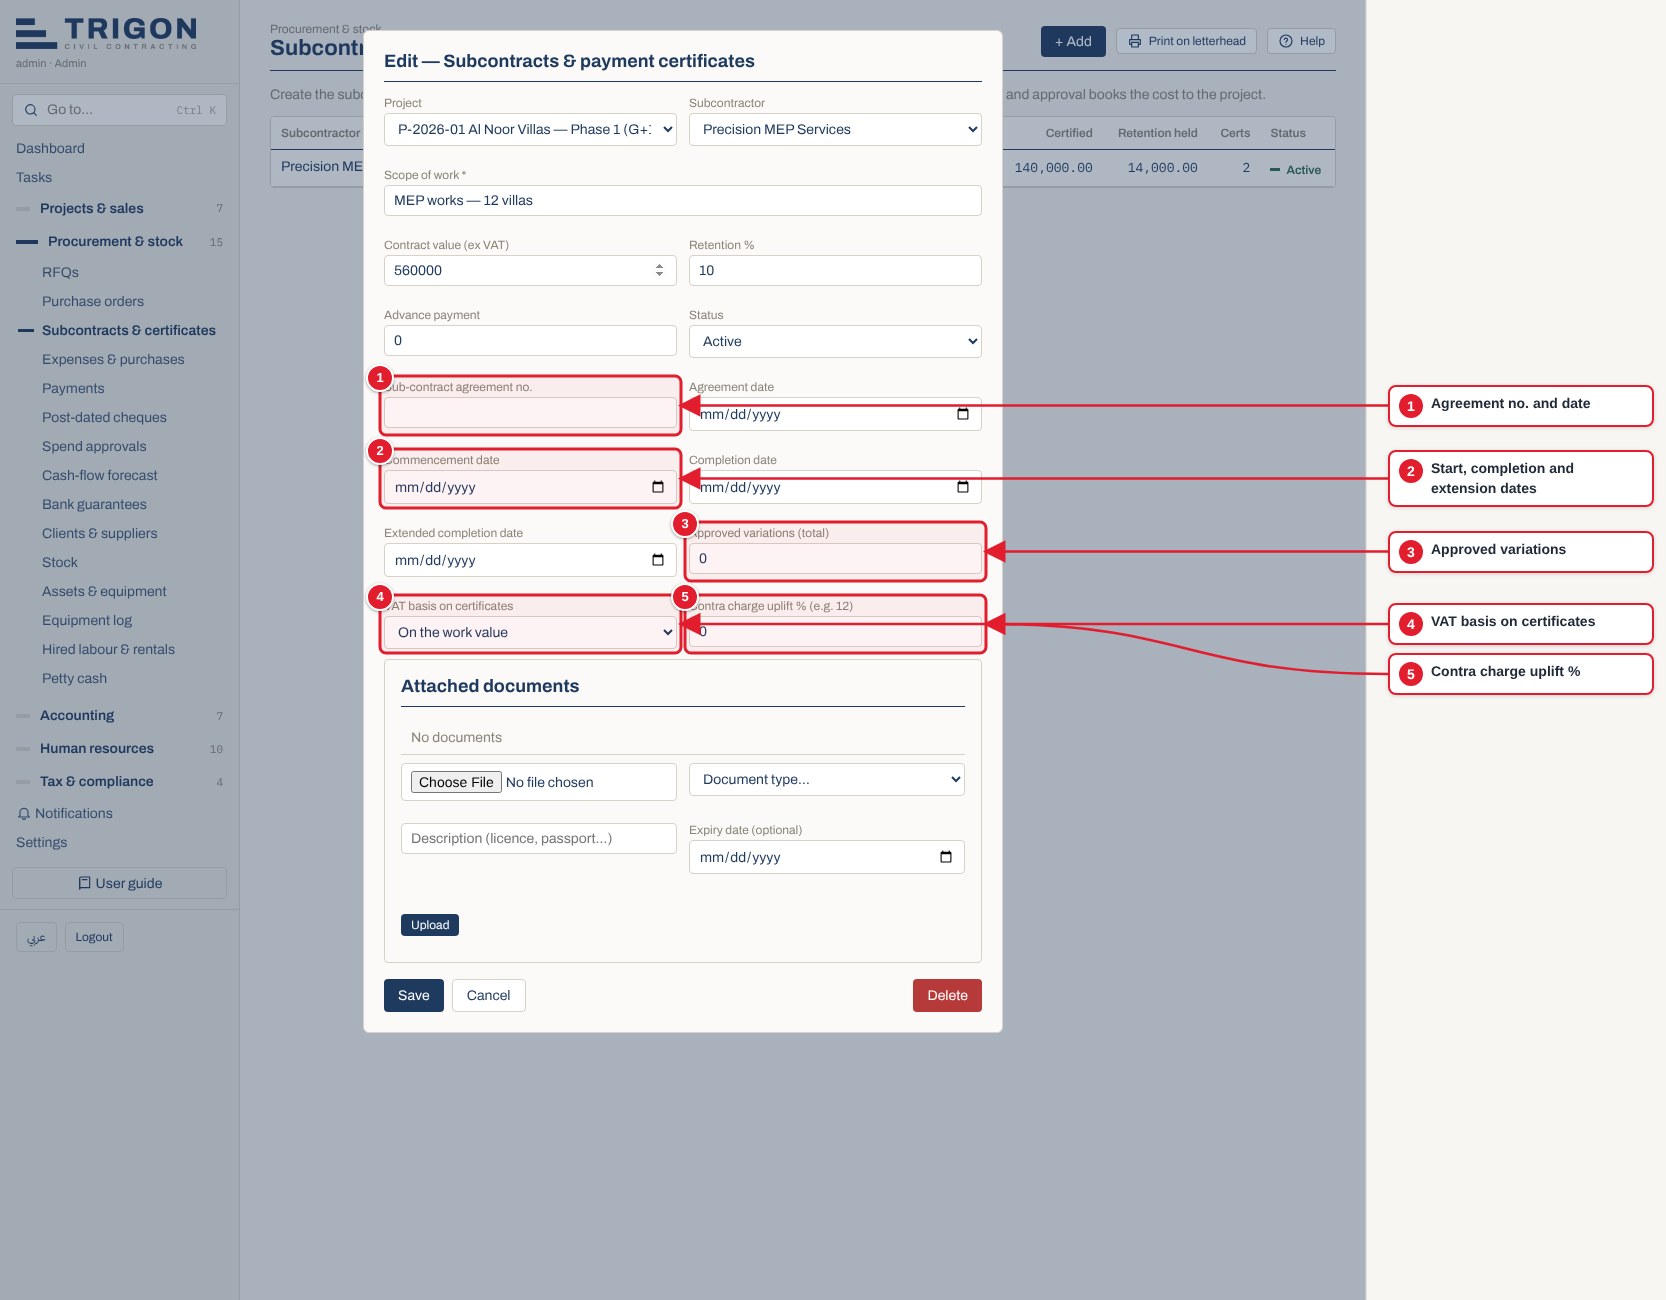 TRIGON
CIVIL CONTRACTING
admin · Admin
Go to...
Ctrl K
Dashboard
Tasks
Projects & sales 7
Procurement & stock 15
RFQs
Purchase orders
Subcontracts & certificates
Expenses & purchases
Payments
Post-dated cheques
Spend approvals
Cash-flow forecast
Bank guarantees
Clients & suppliers
Stock
Assets & equipment
Equipment log
Hired labour & rentals
Petty cash
Accounting 7
Human resources 10
Tax & compliance 4
Notifications
Settings
User guide
عربي
Logout
Procurement & stock
+ Add
Print on letterhead
Help
and approval books the cost to the project.
Subcontractor
Certified
Retention held
Certs
Status
Precision
140,000.00
14,000.00
2
Active
Edit — Subcontracts & payment certificates
Project
Subcontractor
P-2026-01 Al Noor Villas — Phase 1
Precision MEP Services
Scope of work *
MEP works — 12 villas
Contract value (ex VAT)
Retention %
560000
10
Advance payment
Status
0
Active
1
agreement no.
Agreement date
mm/dd/yyyy
2
date
Completion date
mm/dd/yyyy
mm/dd/yyyy
Extended completion date
3
variations (total)
mm/dd/yyyy
0
4
basis on certificates
5
charge uplift % (e.g. 12)
On the work value
0
Attached documents
No documents
Choose File No file chosen
Document type...
Description (licence, passport...)
Expiry date (optional)
mm/dd/yyyy
Upload
Save
Cancel
Delete
1 Agreement no. and date
2 Start, completion and
extension dates
3 Approved variations
4 VAT basis on certificates
5 Contra charge uplift %